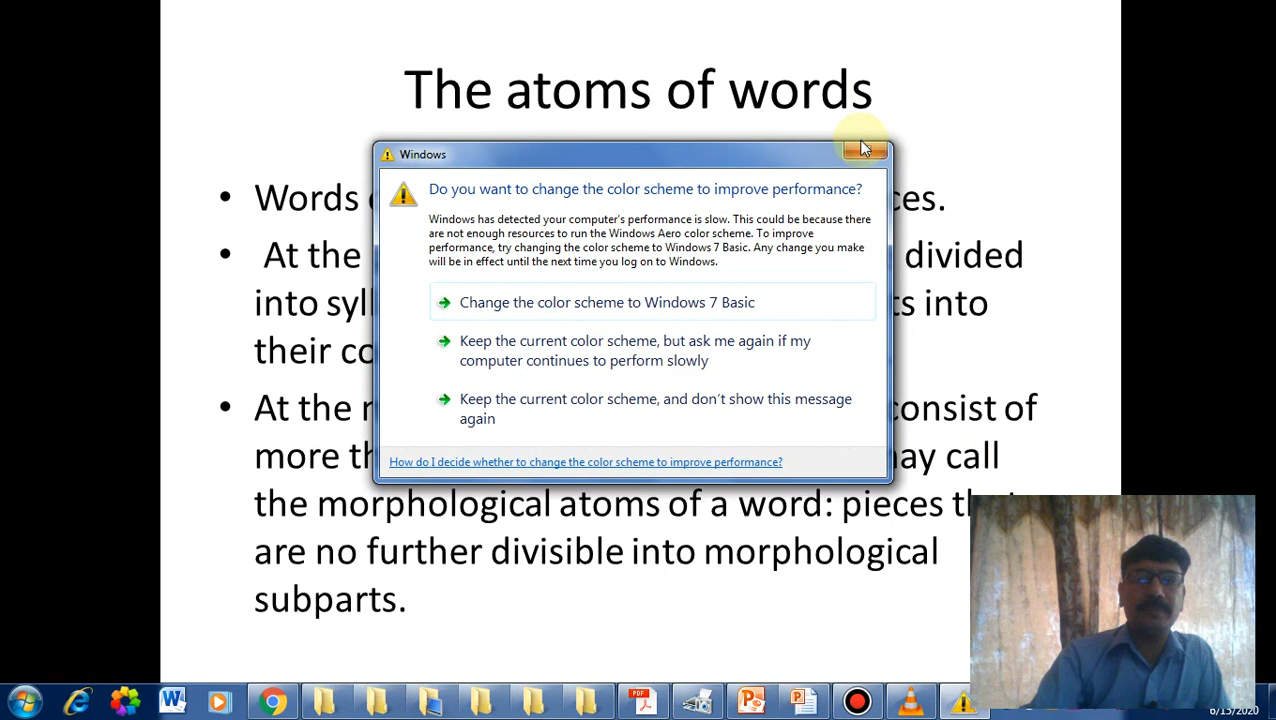 The atoms of words
Windows
• Words ces.
Do you want to change the color scheme to improve performance?
Windows has detected your computer's performance is slow. This could be because there
are not enough resources to run the Windows Aero color scheme. To improve
performance, try changing the color scheme to Windows 7 Basic. Any change you make
will be in effect until the next time you log on to Windows.
• At the divided
into ts into
their
Change the color scheme to Windows 7 Basic
Keep the current color scheme, but ask me again if my
computer continues to perform slowly
Keep the current color scheme, and don't show this message
again
How do I decide whether to change the color scheme to improve performance?
• At the consist of
more may call
the morphological atoms of a word: pieces
are no further divisible into morphological
subparts.
PDF
6/15/2020